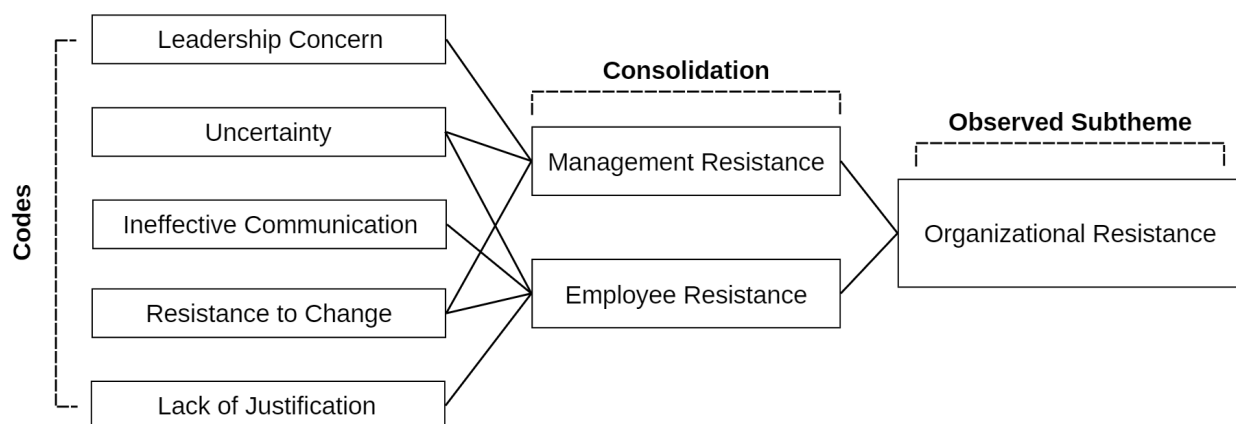 Codes
Leadership Concern
Uncertainty
Ineffective Communication
Resistance to Change
Lack of Justification
Consolidation
Management Resistance
Employee Resistance
Observed Subtheme
Organizational Resistance